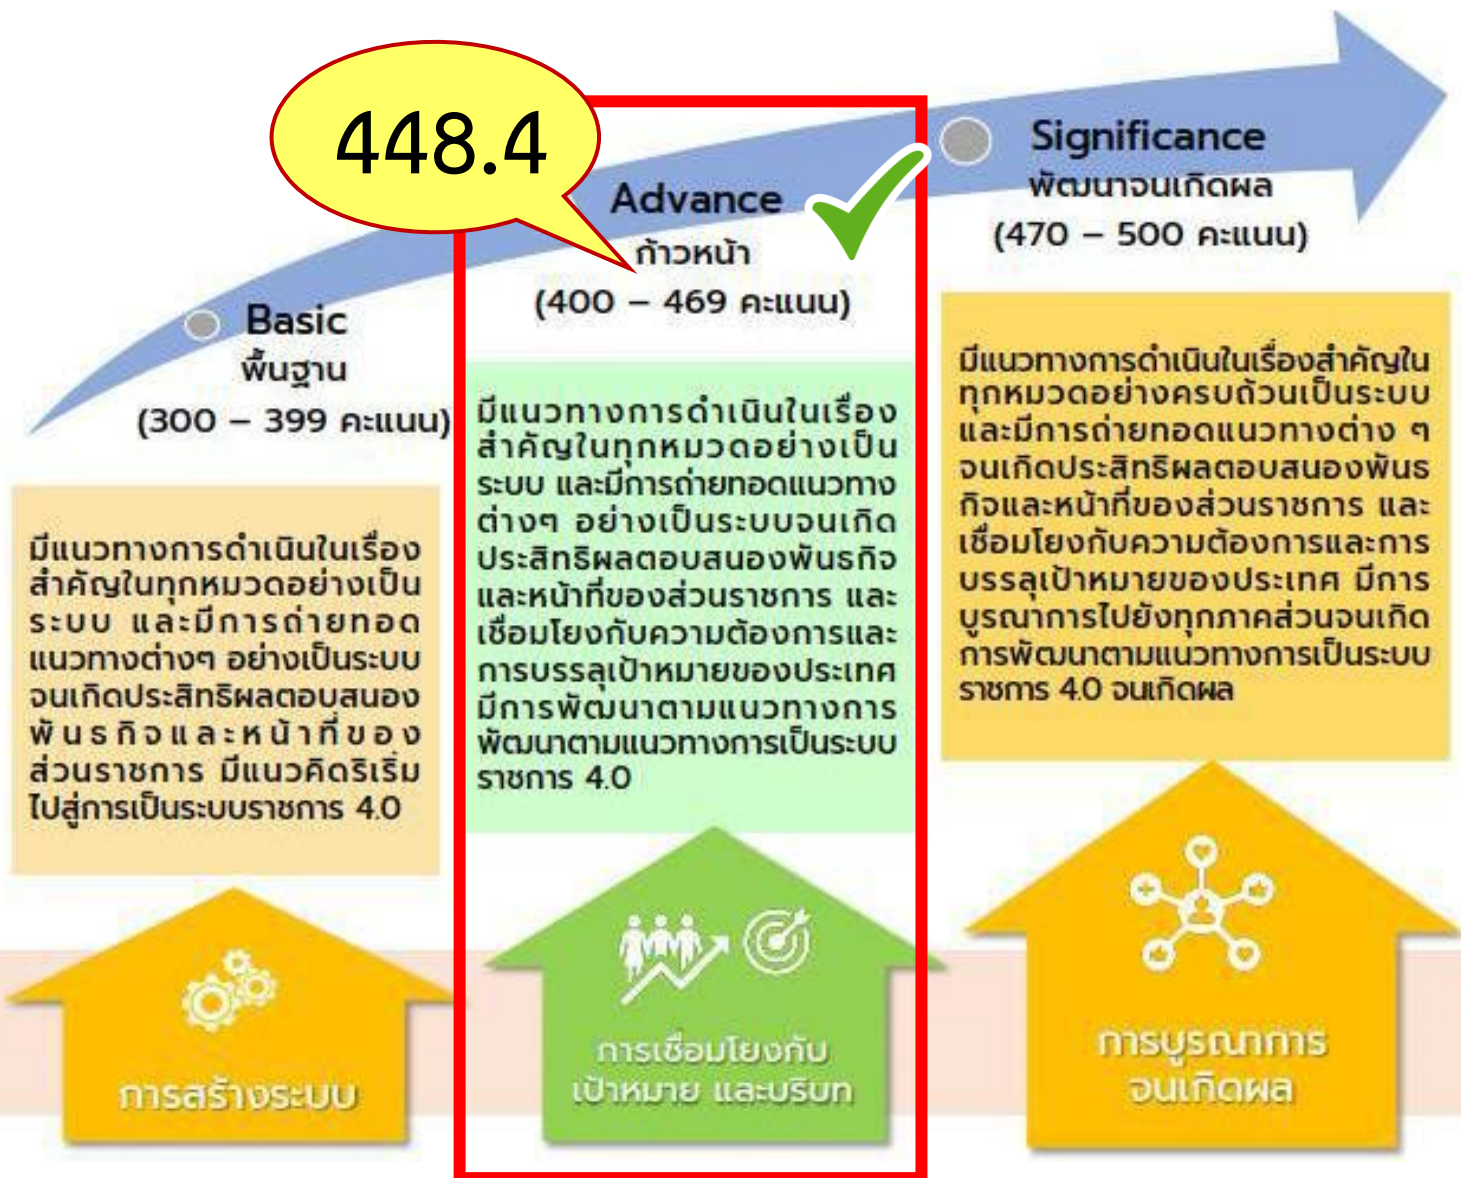 448.4
Basic
พื้นฐาน
(300 – 399 คะแนน)
มีแนวทางการดำเนินในเรื่อง
สำคัญในทุกหมวดอย่างเป็น
ระบบ และมีการถ่ายทอด
แนวทางต่างๆ อย่างเป็นระบบ
จนเกิดประสิทธิผลตอบสนอง
พันธกิจและหน้าที่ของ
ส่วนราชการ มีแนวคิดริเริ่ม
ไปสู่การเป็นระบบราชการ 4.0
การสร้างระบบ
Advance
ก้าวหน้า
(400 – 469 คะแนน)
มีแนวทางการดำเนินในเรื่อง
สำคัญในทุกหมวดอย่างเป็น
ระบบ และมีการถ่ายทอดแนวทาง
ต่างๆ อย่างเป็นระบบจนเกิด
ประสิทธิผลตอบสนองพันธกิจ
และหน้าที่ของส่วนราชการ และ
เชื่อมโยงกับความต้องการและ
การบรรลุเป้าหมายของประเทศ
มีการพัฒนาตามแนวทางการ
พัฒนาตามแนวทางการเป็นระบบ
ราชการ 4.0
การเชื่อมโยงกับ
เป้าหมาย และบริบท
Significance
พัฒนาจนเกิดผล
(470 – 500 คะแนน)
มีแนวทางการดำเนินในเรื่องสำคัญใน
ทุกหมวดอย่างครบถ้วนเป็นระบบ
และมีการถ่ายทอดแนวทางต่าง ๆ
จนเกิดประสิทธิผลตอบสนองพันธ
กิจและหน้าที่ของส่วนราชการ และ
เชื่อมโยงกับความต้องการและการ
บรรลุเป้าหมายของประเทศ มีการ
บูรณาการไปยังทุกภาคส่วนจนเกิด
การพัฒนาตามแนวทางการเป็นระบบ
ราชการ 4.0 จนเกิดผล
การบูรณาการ
จนเกิดผล